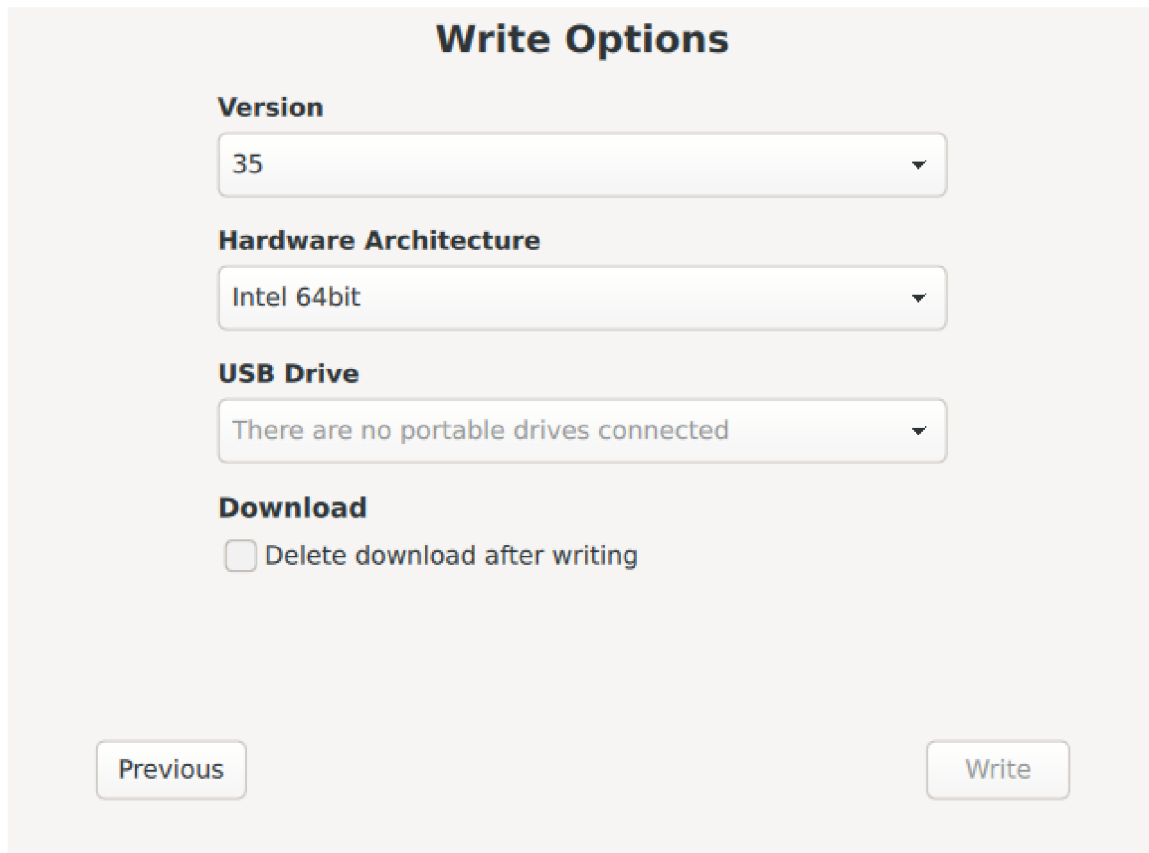 Write Options
Version
35
Hardware Architecture
Intel 64bit
USB Drive
There are no portable drives connected
Download
Delete download after writing
Previous
Write